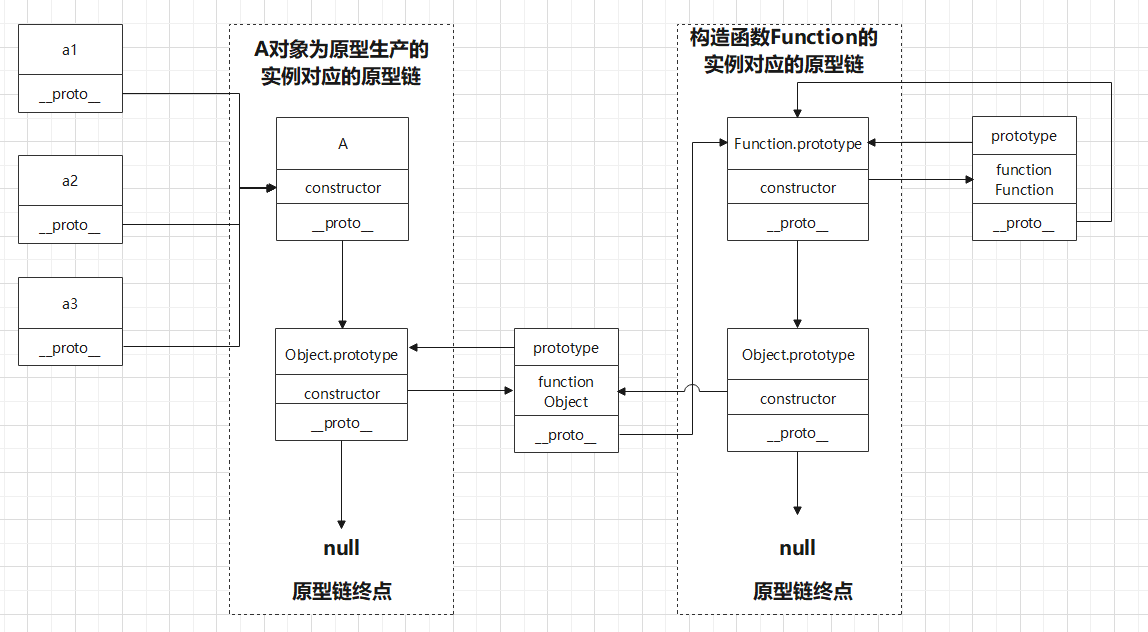 a1
__proto__
a2
__proto__
a3
__proto__
A对象为原型生产的
实例对应的原型链
A
constructor
__proto__
Object.prototype
constructor
__proto__
null
原型链终点
prototype
function
Object
__proto__
构造函数Function的
实例对应的原型链
Function.prototype
constructor
__proto__
Object.prototype
constructor
__proto__
null
原型链终点
prototype
function
Function
__proto__